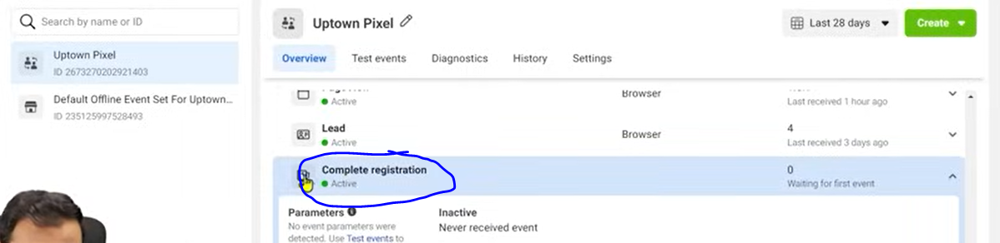 Search by name or ID
Uptown Pixel
ID 2673270202921403
Default Offline Event Set For Uptown...
ID 235125997528493
Uptown Pixel
Last 28 days
Create
Overview
Test events
Diagnostics
History
Settings
Active
Browser
Last received 1 hour ago
Lead
Active
Browser
4
Last received 3 days ago
Complete registration
Active
0
Waiting for first event
Parameters
No event parameters were
detected. Use Test events to
Inactive
Never received event